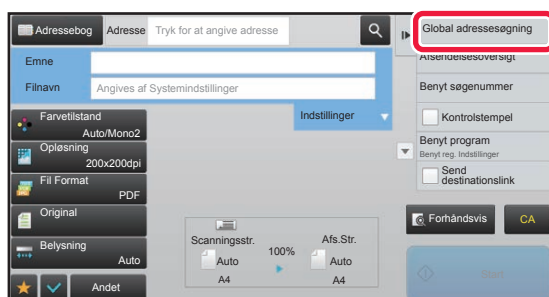 Adressebog
Adresse
Tryk for at angive adresse
Global adressesøgning
Emne
Afsendelsesoversigt
Filnavn
Angives af Systemindstillinger
Benyt søgenummer
Indstillinger
Farvetilstand
Auto/Mono2
Kontrolstempel
Opløsning
200x200dpi
Benyt program
Benyt reg. Indstillinger
Fil Format
PDF
Send
destinationslink
Original
Forhåndsvis
CA
Scanningsstr.
100%
Afs.Str.
Belysning
Auto
Auto
Auto
A4
A4
Andet
Start